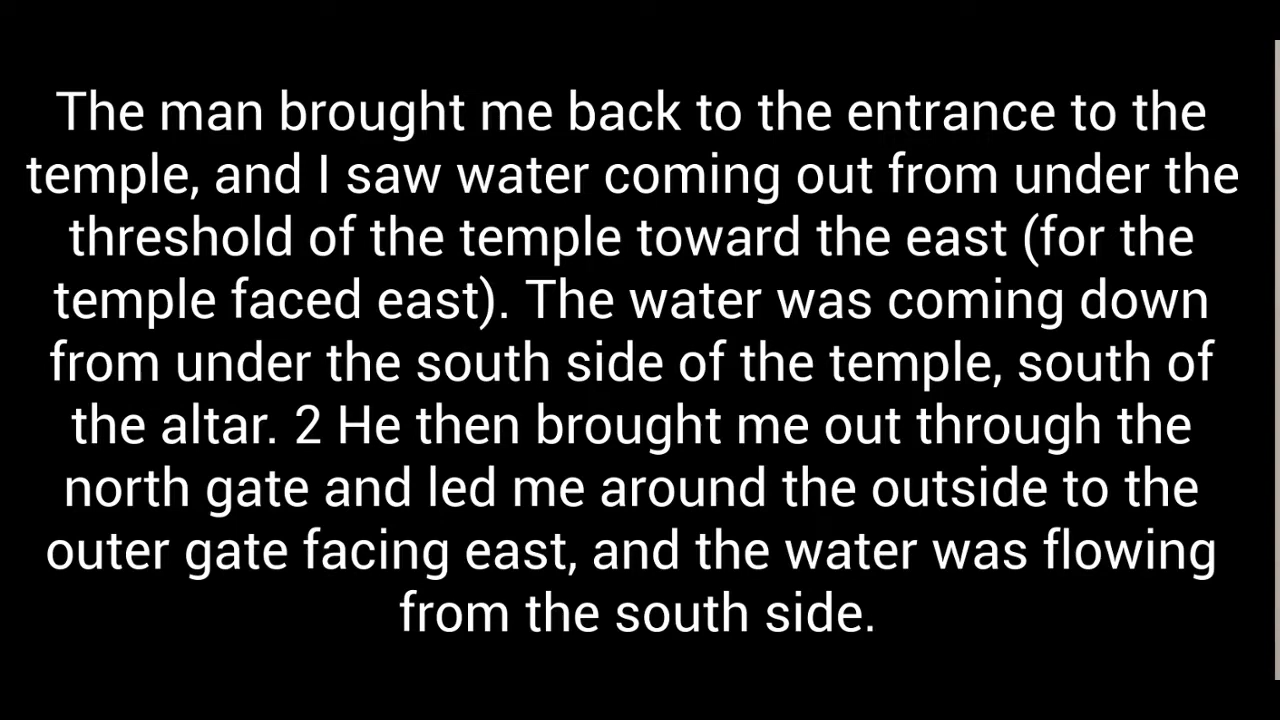 The man brought me back to the entrance to the
temple, and I saw water coming out from under the
threshold of the temple toward the east (for the
temple faced east). The water was coming down
from under the south side of the temple, south of
the altar. 2 He then brought me out through the
north gate and led me around the outside to the
outer gate facing east, and the water was flowing
from the south side.